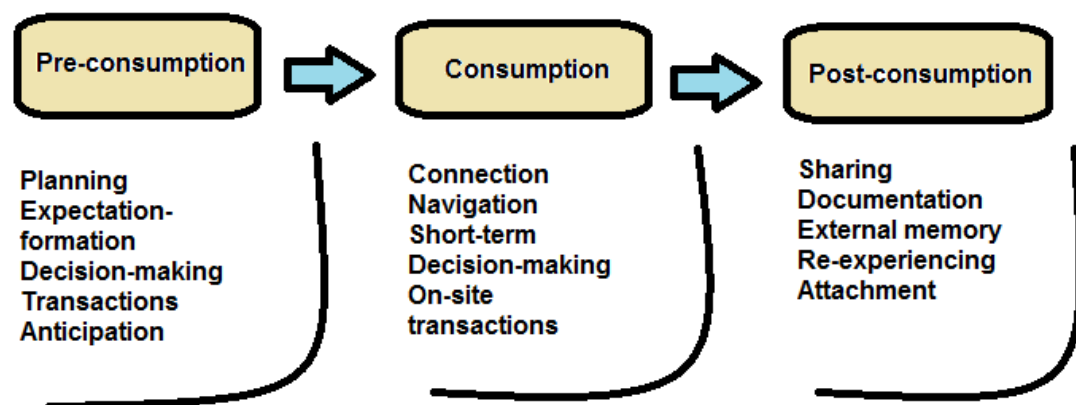 Pre-consumption
Consumption
Post-consumption
Planning
Expectation-
formation
Decision-making
Transactions
Anticipation
Connection
Navigation
Short-term
Decision-making
On-site
transactions
Sharing
Documentation
External memory
Re-experiencing
Attachment